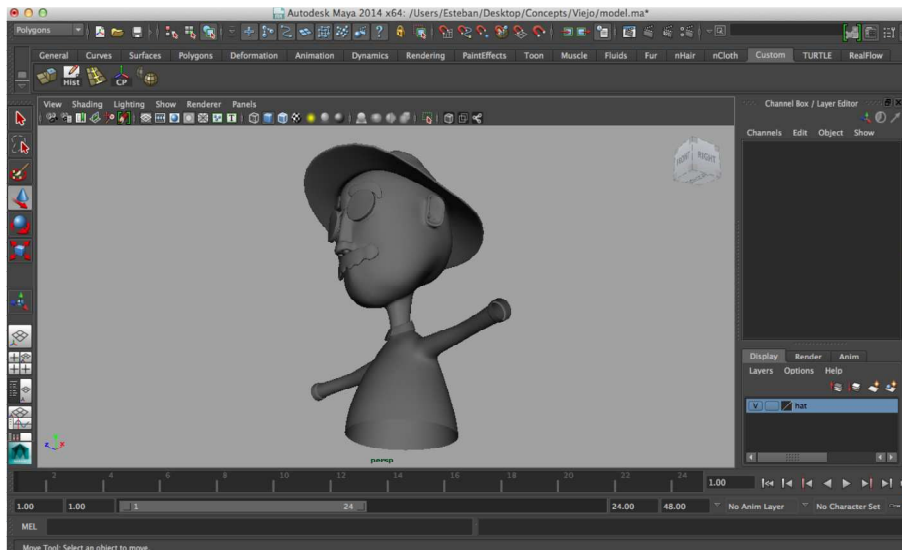 Autodesk Maya 2014 x64: /Users/Esteban/Desktop/Concepts/Viejo/model.ma*
Polygons
General Curves Surfaces Polygons Deformation Animation Dynamics Rendering PaintEffects Toon Muscle Fluids Fur nHair nCloth Custom TURTLE RealFlow
Hist CP
View Shading Lighting Show Renderer Panels
Channel Box / Layer Editor
Channels Edit Object Show
FRONT RIGHT
Display Render Anim
Layers Options Help
V hat
z x
persp
2 4 6 8 10 12 14 16 18 20 22 24 1.00
1.00 1.00 1 24 24.00 48.00 No Anim Layer No Character Set
MEL
Move Tool: Select an object to move.